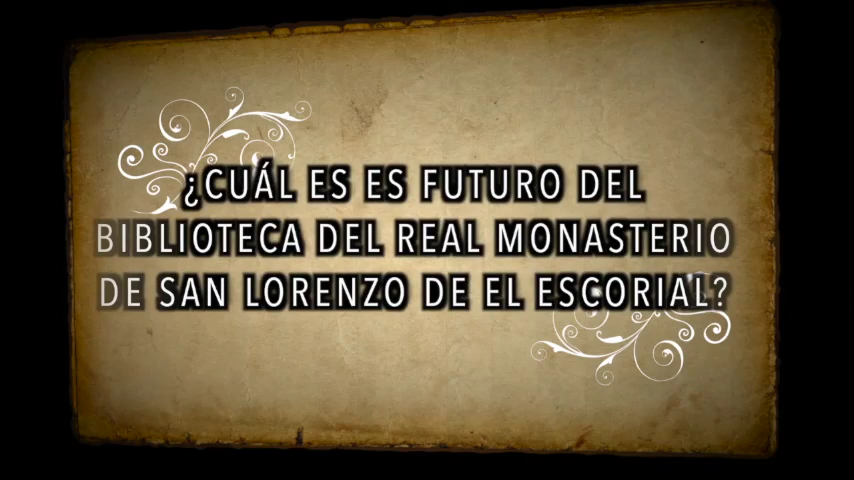 ¿CUÁL ES ES FUTURO DEL
BIBLIOTECA DEL REAL MONASTERIO
DE SAN LORENZO DE EL ESCORIAL?